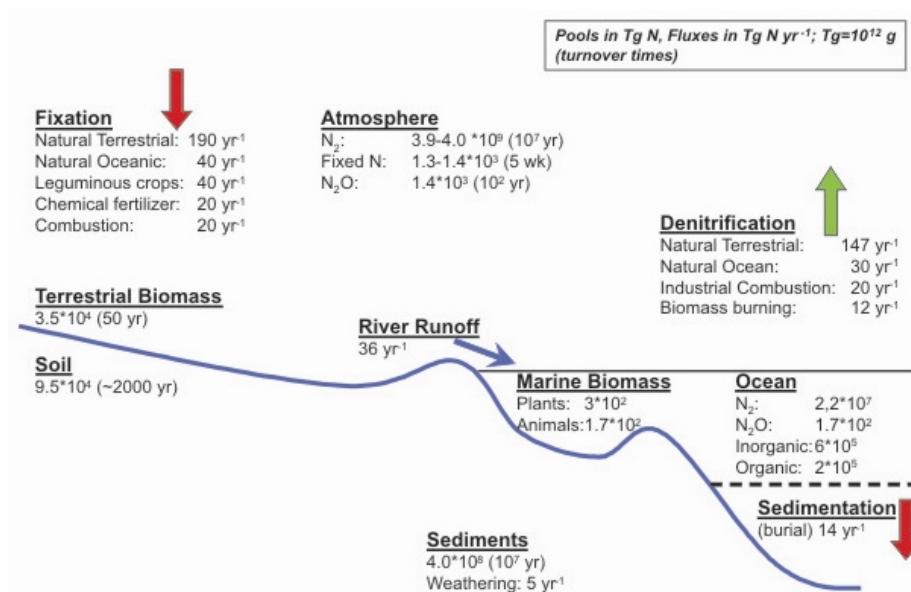 Pools in Tg N, Fluxes in Tg N yr⁻¹; Tg=10¹² g
(turnover times)
Fixation
Natural Terrestrial: 190 yr⁻¹
Natural Oceanic: 40 yr⁻¹
Leguminous crops: 40 yr⁻¹
Chemical fertilizer: 20 yr⁻¹
Combustion: 20 yr⁻¹
Atmosphere
N₂: 3.9-4.0 *10⁹ (10⁷ yr)
Fixed N: 1.3-1.4*10³ (5 wk)
N₂O: 1.4*10³ (10² yr)
Denitrification
Natural Terrestrial: 147 yr⁻¹
Natural Ocean: 30 yr⁻¹
Industrial Combustion: 20 yr⁻¹
Biomass burning: 12 yr⁻¹
Terrestrial Biomass
3.5*10⁴ (50 yr)
Soil
9.5*10⁴ (~2000 yr)
River Runoff
36 yr⁻¹
Marine Biomass
Plants: 3*10²
Animals:1.7*10²
Ocean
N₂: 2,2*10⁷
N₂O: 1.7*10²
Inorganic:6*10⁵
Organic: 2*10⁵
Sedimentation
(burial) 14 yr⁻¹
Sediments
4.0*10⁸ (10⁷ yr)
Weathering: 5 yr⁻¹